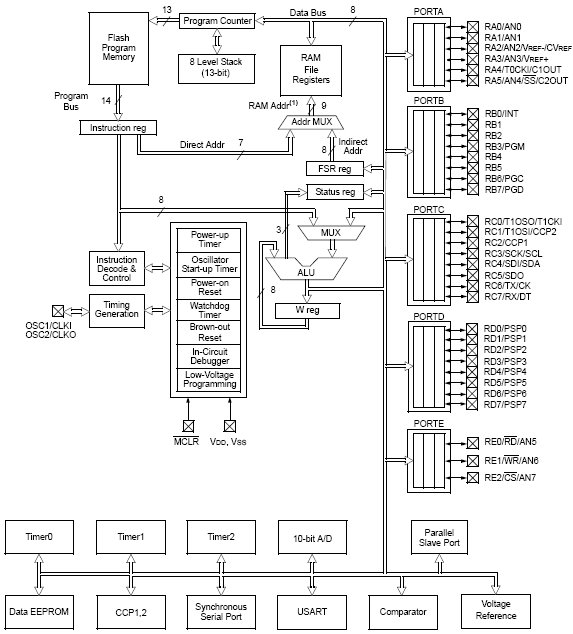 13
Data Bus
8
PORTA
Program Counter
Flash
Program
Memory
8 Level Stack
(13-bit)
RAM
File
Registers
RA0/AN0
RA1/AN1
RA2/AN2/VREF-/CVREF
RA3/AN3/VREF+
RA4/T0CKI/C1OUT
RA5/AN4/SS/C2OUT
Program
Bus
14
RAM Addr(1)
9
PORTB
Instruction reg
Addr MUX
RB0/INT
RB1
RB2
RB3/PGM
RB4
RB5
RB6/PGC
RB7/PGD
Direct Addr
7
8
Indirect
Addr
FSR reg
Status reg
8
PORTC
3
MUX
RC0/T1OSO/T1CKI
RC1/T1OSI/CCP2
RC2/CCP1
RC3/SCK/SCL
RC4/SDI/SDA
RC5/SDO
RC6/TX/CK
RC7/RX/DT
Power-up
Timer
Oscillator
Start-up Timer
Power-on
Reset
Watchdog
Timer
Brown-out
Reset
In-Circuit
Debugger
Low-Voltage
Programming
Instruction
Decode &
Control
ALU
8
Timing
Generation
W reg
OSC1/CLKI
OSC2/CLKO
PORTD
RD0/PSP0
RD1/PSP1
RD2/PSP2
RD3/PSP3
RD4/PSP4
RD5/PSP5
RD6/PSP6
RD7/PSP7
MCLR
VDD, VSS
PORTE
RE0/RD/AN5
RE1/WR/AN6
RE2/CS/AN7
Timer0
Timer1
Timer2
10-bit A/D
Parallel
Slave Port
Data EEPROM
CCP1,2
Synchronous
Serial Port
USART
Comparator
Voltage
Reference